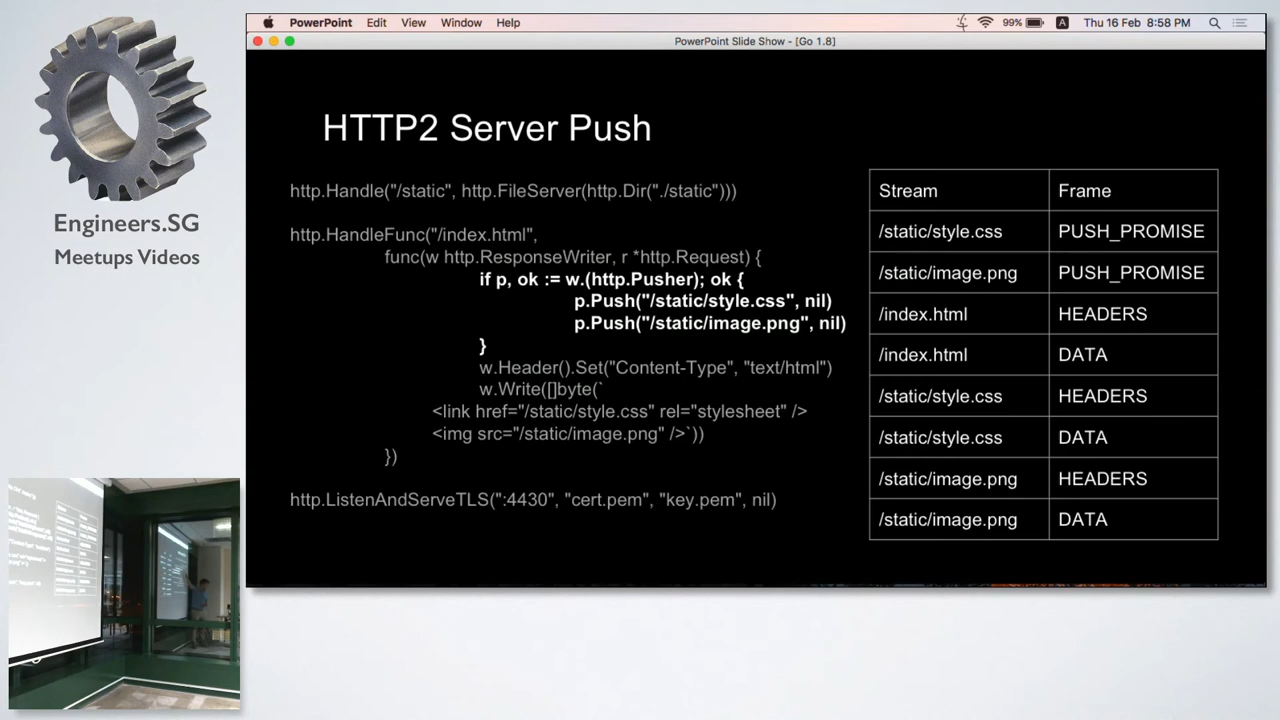 PowerPoint Edit View Window Help 99% A Thu 16 Feb 8:58 PM
PowerPoint Slide Show - [Go 1.8]
Engineers.SG
Meetups Videos
HTTP2 Server Push
http.Handle("/static", http.FileServer(http.Dir("./static")))
http.HandleFunc("/index.html",
func(w http.ResponseWriter, r *http.Request) {
if p, ok := w.(http.Pusher); ok {
p.Push("/static/style.css", nil)
p.Push("/static/image.png", nil)
}
w.Header().Set("Content-Type", "text/html")
w.Write([]byte(`
<link href="/static/style.css" rel="stylesheet" />
<img src="/static/image.png" />`))
})
http.ListenAndServeTLS(":4430", "cert.pem", "key.pem", nil)
Stream Frame
/static/style.css PUSH_PROMISE
/static/image.png PUSH_PROMISE
/index.html HEADERS
/index.html DATA
/static/style.css HEADERS
/static/style.css DATA
/static/image.png HEADERS
/static/image.png DATA